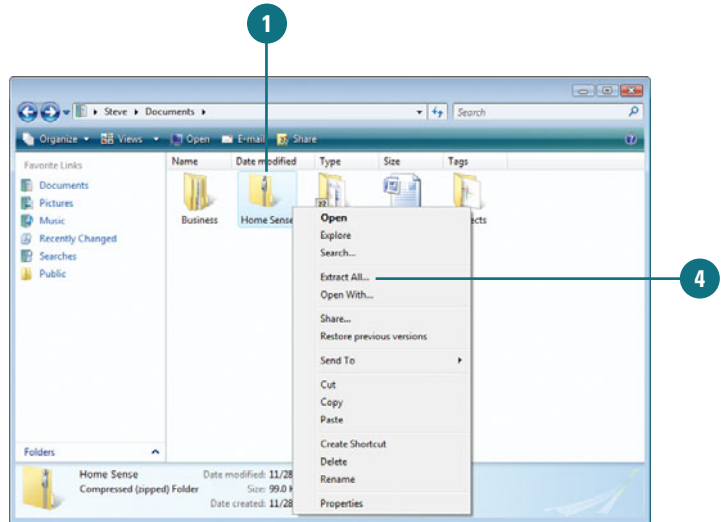 1
Steve ▸ Documents ▸
Search
Organize Views Open E-mail Share
Favorite Links
Documents
Pictures
Music
Recently Changed
Searches
Public
Folders
Name Date modified Type Size Tags
Business
Home Sense
Open
Explore
Search...
Extract All...
4
Open With...
Share...
Restore previous versions
Send To
Cut
Copy
Paste
Create Shortcut
Delete
Rename
Properties
Home Sense
Compressed (zipped) Folder
Date modified: 11/28
Size: 99.0
Date created: 11/28